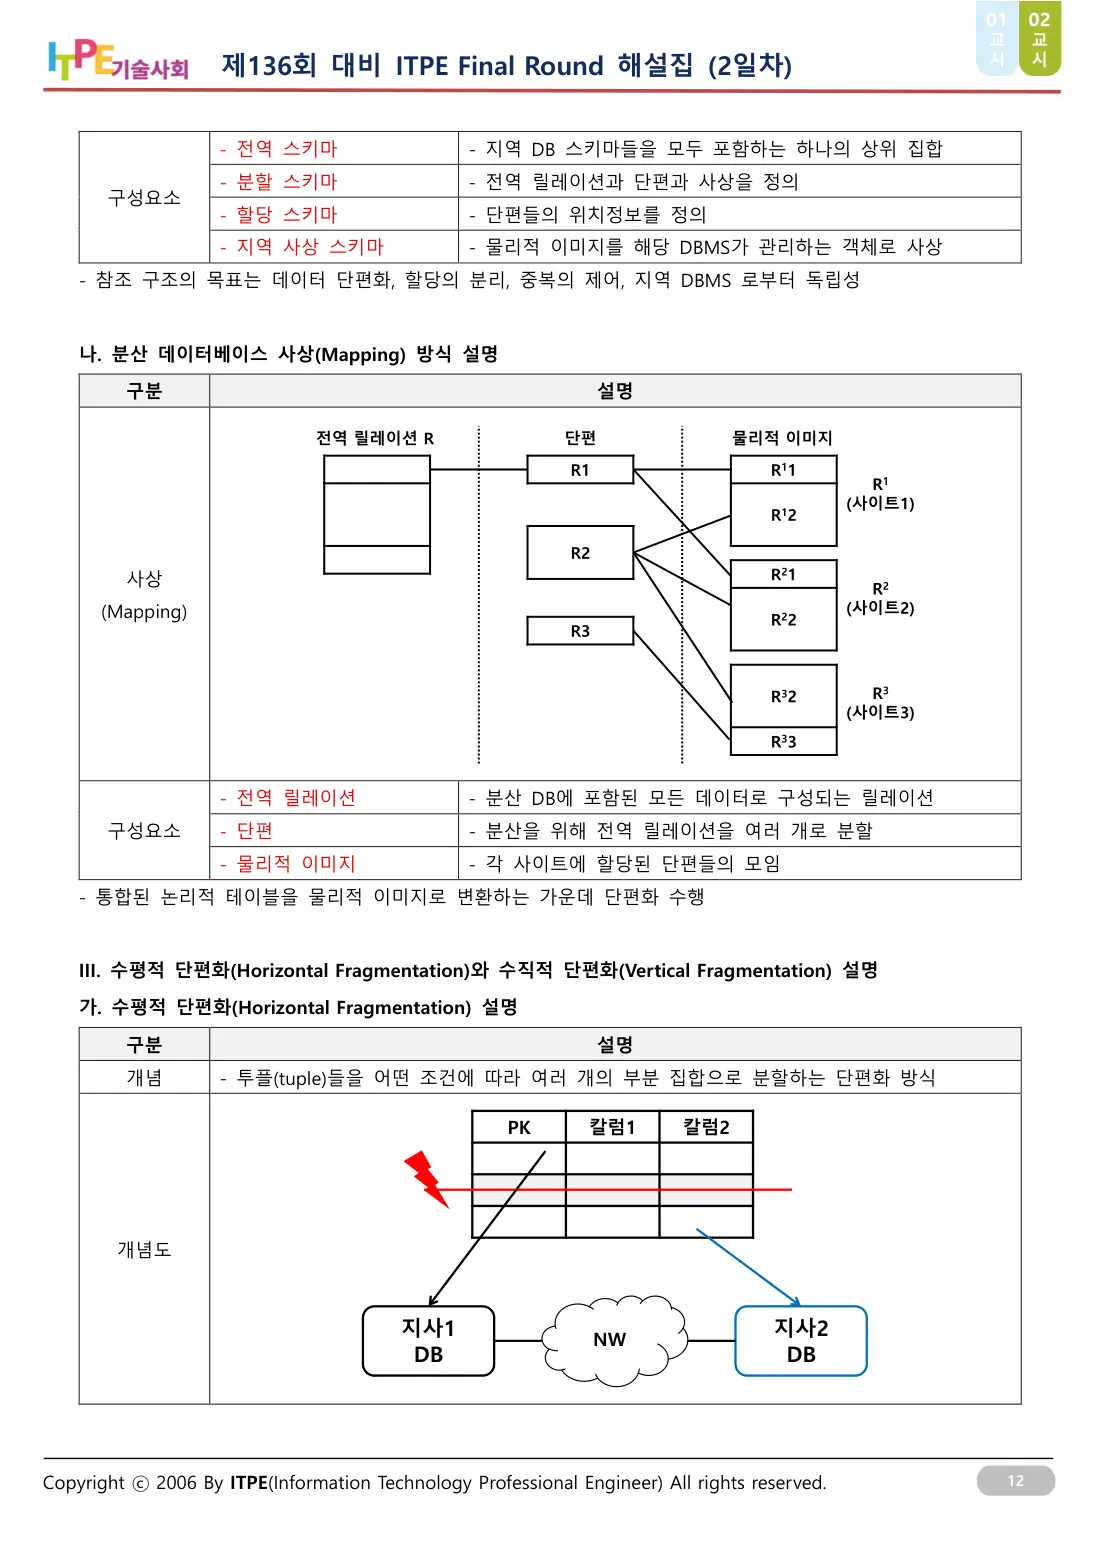 ITPE기술사회 제136회 대비 ITPE Final Round 해설집 (2일차)
01 교 시
02 교 시
구성요소
- 전역 스키마 - 지역 DB 스키마들을 모두 포함하는 하나의 상위 집합
- 분할 스키마 - 전역 릴레이션과 단편과 사상을 정의
- 할당 스키마 - 단편들의 위치정보를 정의
- 지역 사상 스키마 - 물리적 이미지를 해당 DBMS가 관리하는 객체로 사상
- 참조 구조의 목표는 데이터 단편화, 할당의 분리, 중복의 제어, 지역 DBMS 로부터 독립성
나. 분산 데이터베이스 사상(Mapping) 방식 설명
구분 설명
사상
(Mapping)
전역 릴레이션 R 단편 물리적 이미지
R1
R2
R3
R¹1
R¹2
R¹
(사이트1)
R²1
R²2
R²
(사이트2)
R³2
R³3
R³
(사이트3)
구성요소
- 전역 릴레이션 - 분산 DB에 포함된 모든 데이터로 구성되는 릴레이션
- 단편 - 분산을 위해 전역 릴레이션을 여러 개로 분할
- 물리적 이미지 - 각 사이트에 할당된 단편들의 모임
- 통합된 논리적 테이블을 물리적 이미지로 변환하는 가운데 단편화 수행
III. 수평적 단편화(Horizontal Fragmentation)와 수직적 단편화(Vertical Fragmentation) 설명
가. 수평적 단편화(Horizontal Fragmentation) 설명
구분 설명
개념 - 투플(tuple)들을 어떤 조건에 따라 여러 개의 부분 집합으로 분할하는 단편화 방식
개념도
PK 칼럼1 칼럼2
지사1
DB
NW
지사2
DB
Copyright ⓒ 2006 By ITPE(Information Technology Professional Engineer) All rights reserved.
12